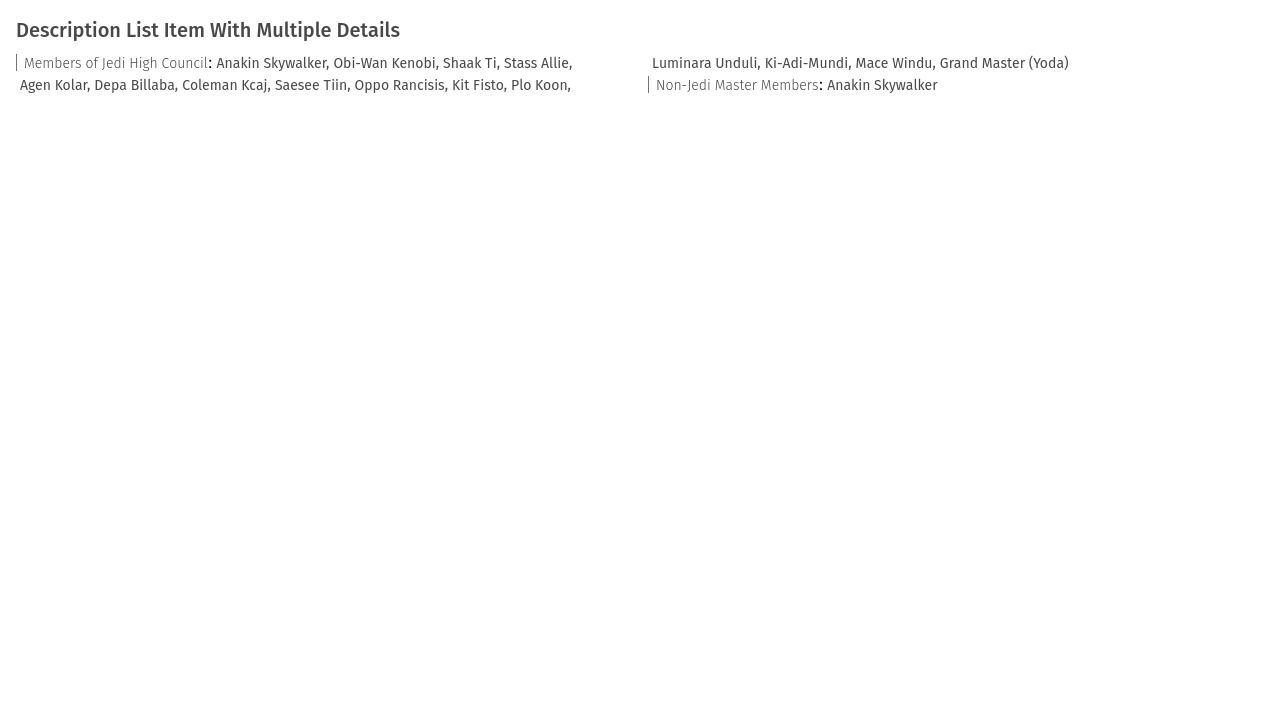 Description List Item With Multiple Details
Members of Jedi High Council: Anakin Skywalker, Obi-Wan Kenobi, Shaak Ti, Stass Allie,
Agen Kolar, Depa Billaba, Coleman Kcaj, Saesee Tiin, Oppo Rancisis, Kit Fisto, Plo Koon,
Luminara Unduli, Ki-Adi-Mundi, Mace Windu, Grand Master (Yoda)
Non-Jedi Master Members: Anakin Skywalker